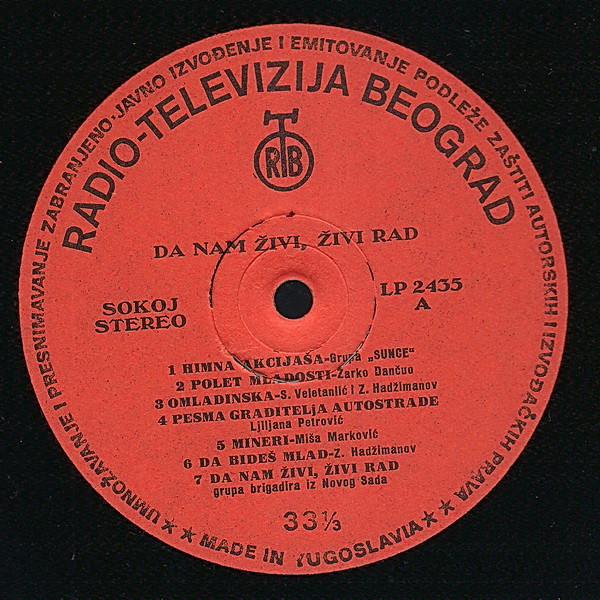 UMNOŽAVANJE I PRESNIMAVANJE ZABRANJENO·JAVNO IZVOĐENJE I EMITOVANJE PODLEŽE ZAŠTITI AUTORSKIH I IZVOĐAČKIH PRAVA
RADIO-TELEVIZIJA BEOGRAD
RTB
DA NAM ŽIVI, ŽIVI RAD
SOKOJ
STEREO
LP 2435
A
1 HIMNA AKCIJAŠA-Grupa „SUNCE“
2 POLET MLADOSTI-Žarko Dančuo
3 OMLADINSKA-S. Veletanlić i Z. Hadžimanov
4 PESMA GRADITELJA AUTOSTRADE
Ljiljana Petrović
5 MINERI-Miša Marković
6 DA BIDEŠ MLAD-Z. Hadžimanov
7 DA NAM ŽIVI, ŽIVI RAD
grupa brigadira iz Novog Sada
33⅓
★ ★ MADE IN YUGOSLAVIA ★ ★